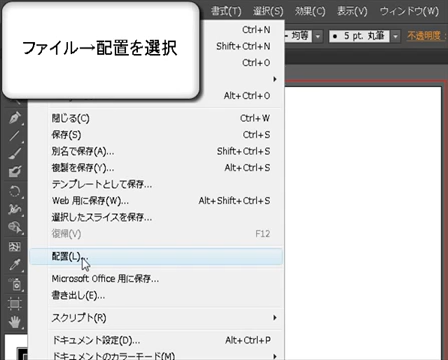 書式(T) 選択(S) 効果(C) 表示(V) ウィンドウ(W)
ファイル→配置を選択
均等 5 pt. 丸筆 不透明度:
Ctrl+N
Shift+Ctrl+N
Ctrl+O
Alt+Ctrl+O
閉じる(C) Ctrl+W
保存(S) Ctrl+S
別名で保存(A)... Shift+Ctrl+S
複製を保存(Y)... Alt+Ctrl+S
テンプレートとして保存...
Web 用に保存(W)... Alt+Shift+Ctrl+S
選択したスライスを保存...
復帰(V) F12
配置(L)...
Microsoft Office 用に保存...
書き出し(E)...
スクリプト(R)
ドキュメント設定(D)... Alt+Ctrl+P
ドキュメントのカラーモード(M)